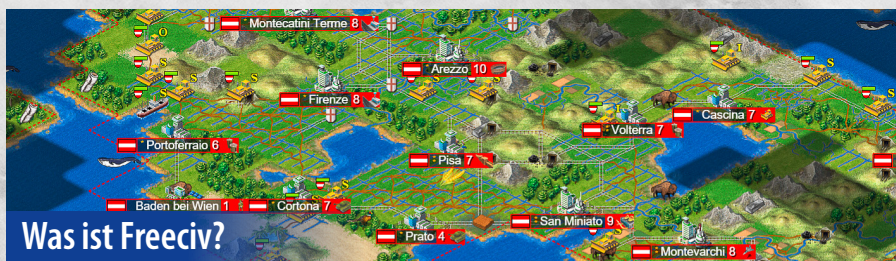 Montecatini Terme 8
O
I
Arezzo 10
S
S
S
S
S
Firenze 8
S
I
Cascina 7
Volterra 7
Portoferraio 6
Pisa 7
S
Baden bei Wien 1
Cortona 7
San Miniato 9
Prato 4
Montevarchi 8
Was ist Freeciv?